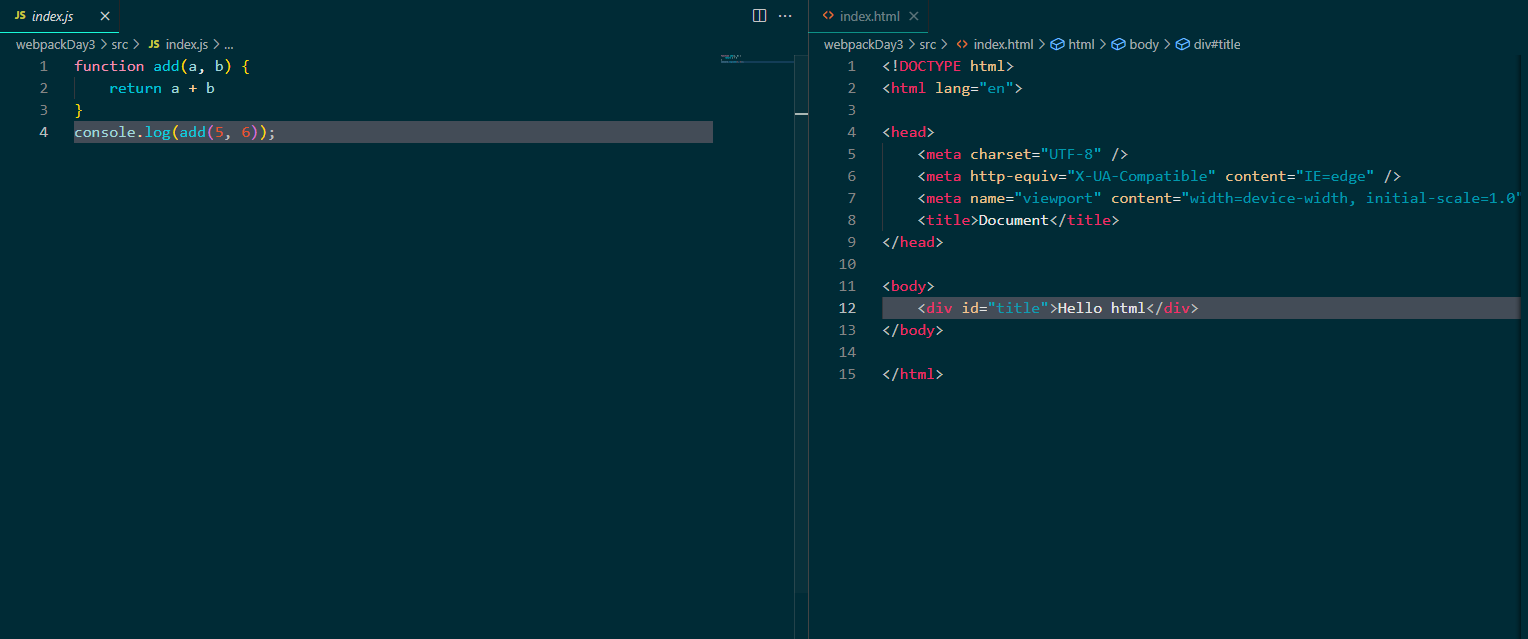 JS index.js ×
webpackDay3 > src > JS index.js > ...
1 function add(a, b) {
2     return a + b
3 }
4 console.log(add(5, 6));
<> index.html ×
webpackDay3 > src > <> index.html > html > body > div#title
1 <!DOCTYPE html>
2 <html lang="en">
3
4 <head>
5     <meta charset="UTF-8" />
6     <meta http-equiv="X-UA-Compatible" content="IE=edge" />
7     <meta name="viewport" content="width=device-width, initial-scale=1.0"
8     <title>Document</title>
9 </head>
10
11 <body>
12     <div id="title">Hello html</div>
13 </body>
14
15 </html>